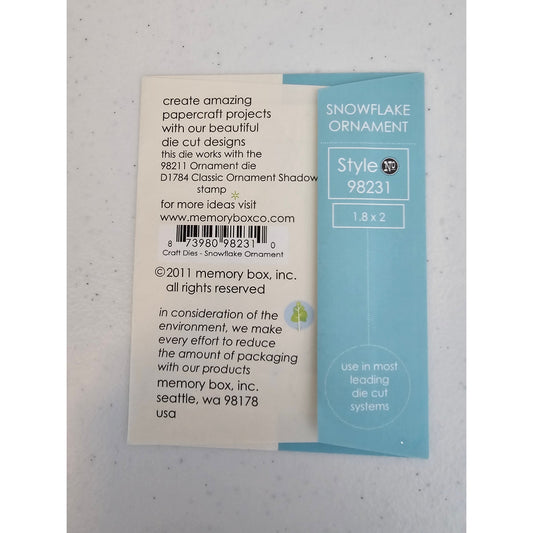 create amazing
papercraft projects
with our beautiful
die cut designs
this die works with the
98211 Ornament die
D1784 Classic Ornament Shadow
stamp
for more ideas visit
www.memoryboxco.com
8 73980 98231 0
Craft Dies - Snowflake Ornament
©2011 memory box, inc.
all rights reserved
in consideration of the
environment, we make
every effort to reduce
the amount of packaging
with our products
memory box, inc.
seattle, wa 98178
usa
SNOWFLAKE
ORNAMENT
Style No
98231
1.8 x 2
use in most
leading
die cut
systems